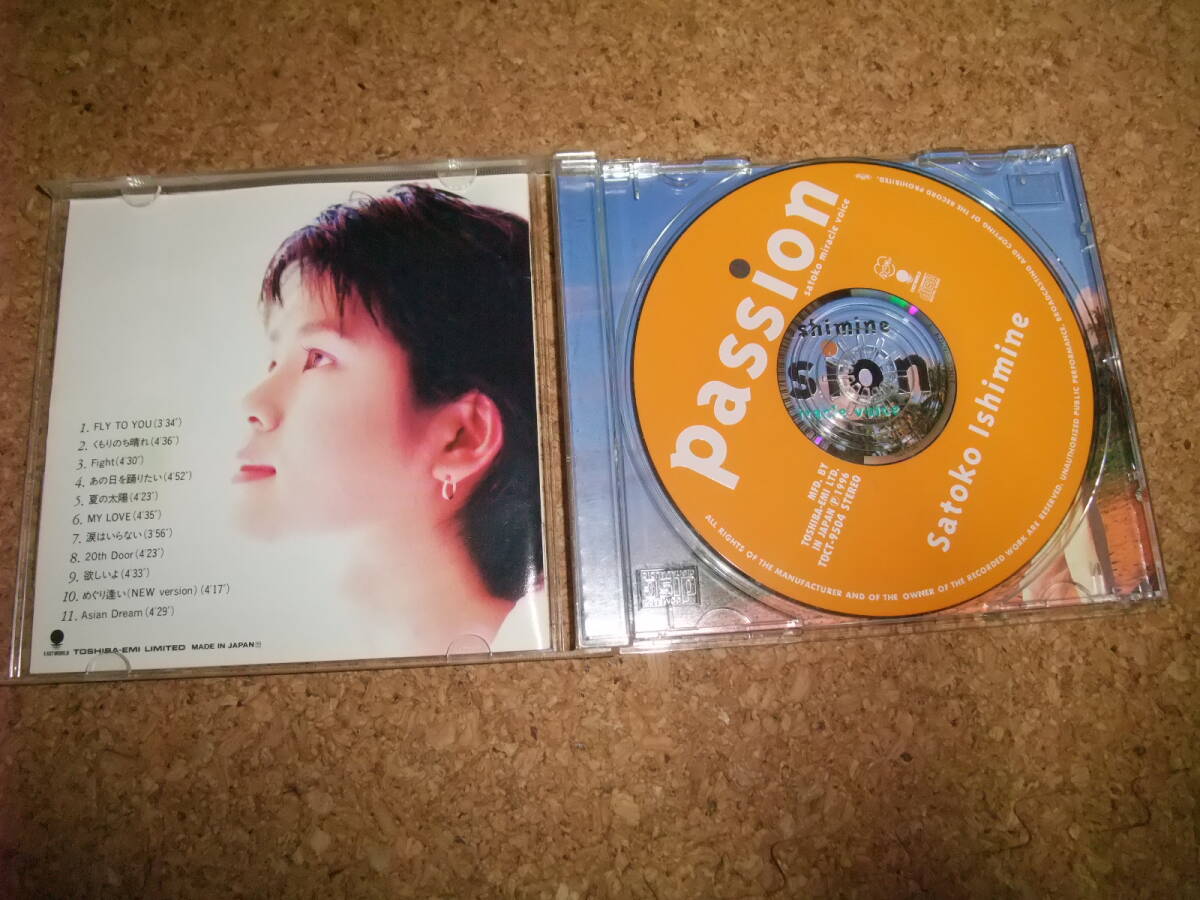 1. FLY TO YOU(3'34")
2. くもりのち晴れ(4'36")
3. Fight(4'30")
4. あの日を踊りたい(4'52")
5. 夏の太陽(4'23")
6. MY LOVE(4'35")
7. 涙はいらない(3'56")
8. 20th Door(4'23")
9. 欲しいよ(4'33")
10. めぐり逢い(NEW version)(4'17")
11. Asian Dream(4'29")
EASTWORLD
TOSHIBA-EMI LIMITED MADE IN JAPAN
passion
satoko miracle voice
Satoko Ishimine
shimine
sion
racle voice
MFD. BY
TOSHIBA-EMI LTD.
IN JAPAN ℗ 1996
TOCT-9504 STEREO
ALL RIGHTS OF THE MANUFACTURER AND OF THE OWNER OF THE RECORDED WORK ARE RESERVED. UNAUTHORIZED PUBLIC PERFORMANCE, BROADCASTING AND COPYING OF THE RECORD PROHIBITED.